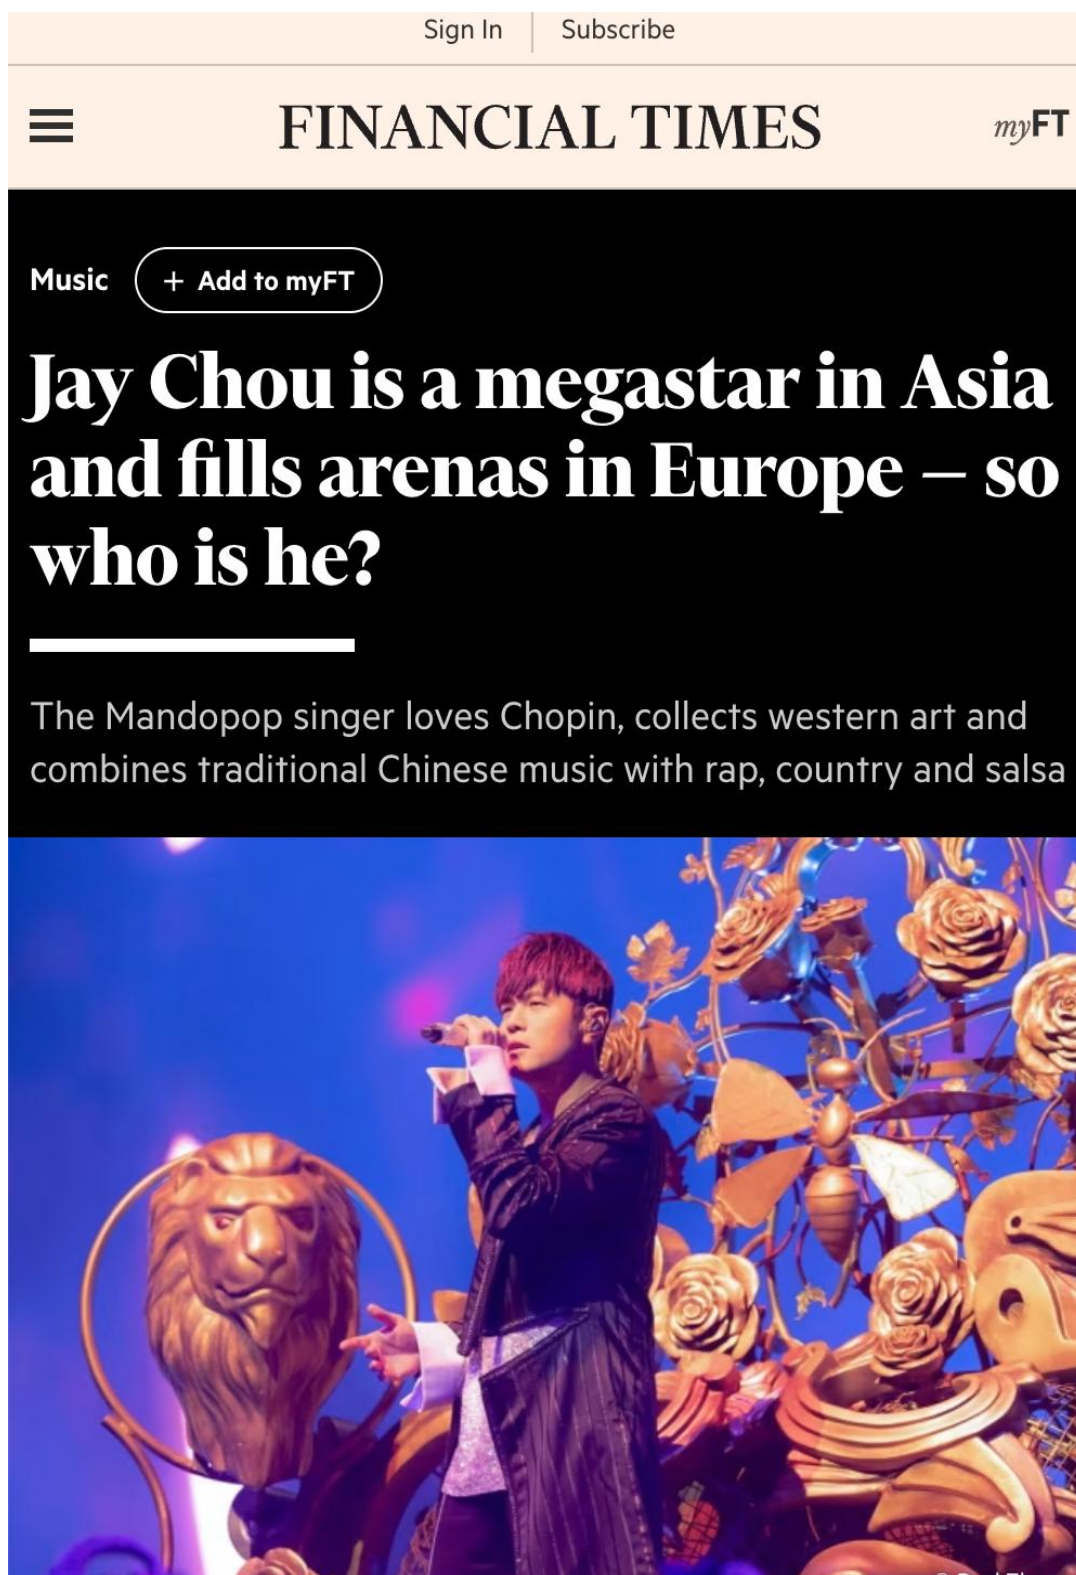 Sign In Subscribe
FINANCIAL TIMES
myFT
Music + Add to myFT
Jay Chou is a megastar in Asia
and fills arenas in Europe – so
who is he?
The Mandopop singer loves Chopin, collects western art and
combines traditional Chinese music with rap, country and salsa